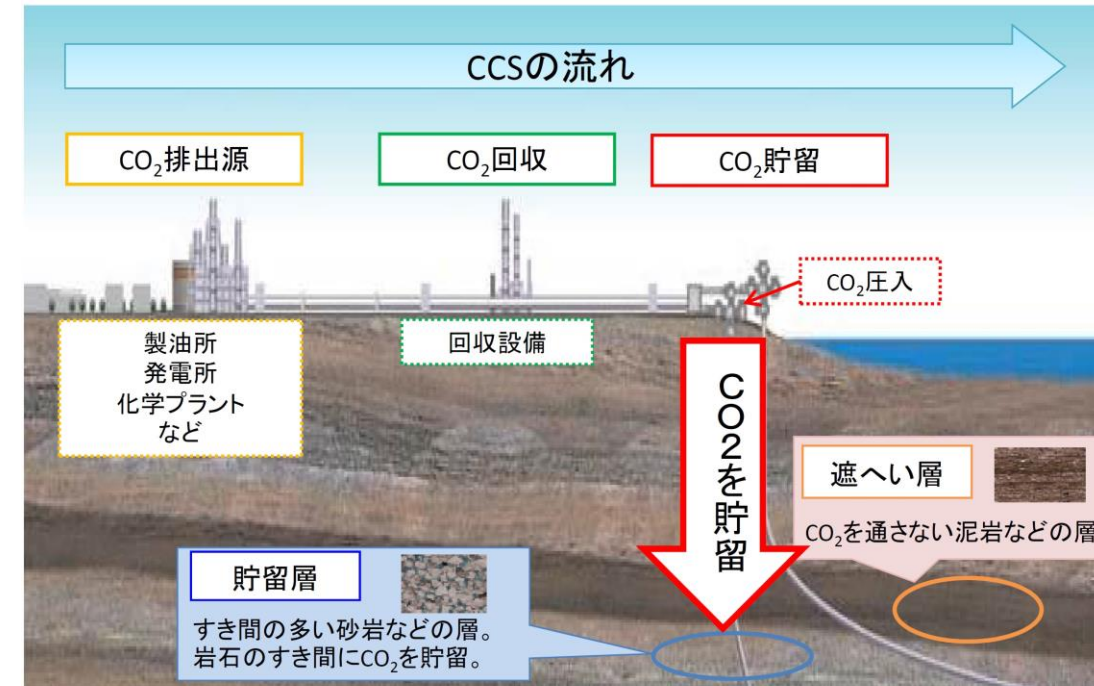 CCSの流れ
CO₂排出源
CO₂回収
CO₂貯留
CO₂圧入
製油所
発電所
化学プラント
など
回収設備
CO2を貯留
遮へい層
CO₂を通さない泥岩などの層
貯留層
すき間の多い砂岩などの層。
岩石のすき間にCO₂を貯留。